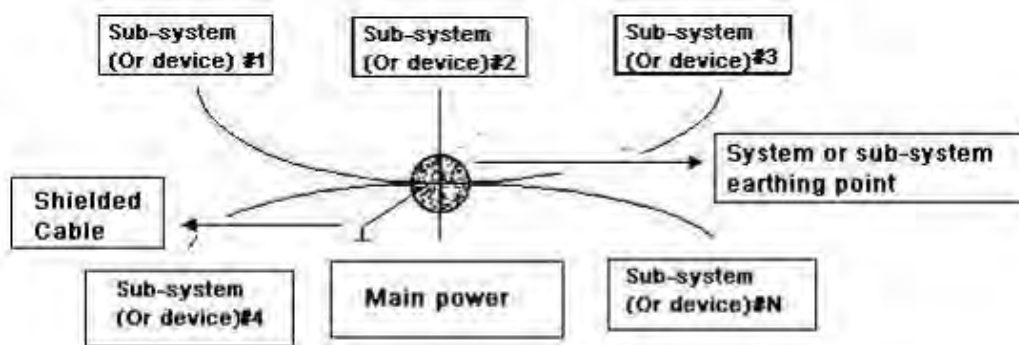 Sub-system
(Or device) #1
Sub-system
(Or device)#2
Sub-system
(Or device)#3
System or sub-system
earthing point
Shielded
Cable
Sub-system
(Or device)#4
Main power
Sub-system
(Or device)#N